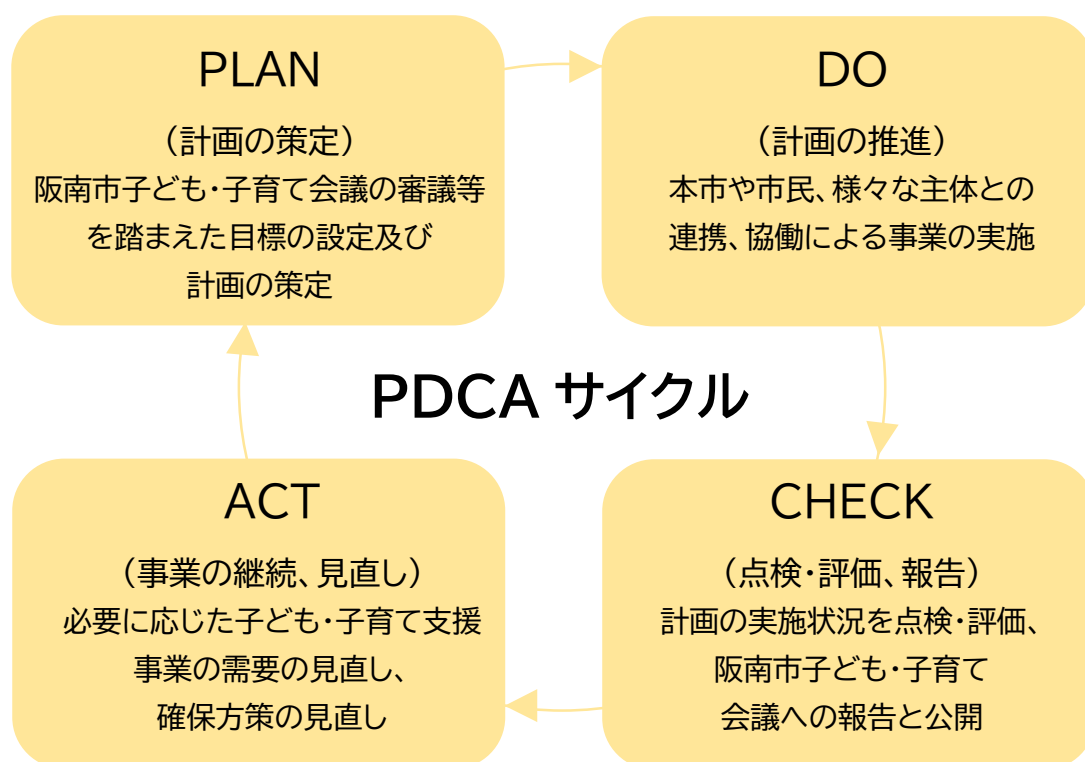 PLAN
（計画の策定）
阪南市子ども・子育て会議の審議等
を踏まえた目標の設定及び
計画の策定
DO
（計画の推進）
本市や市民、様々な主体との
連携、協働による事業の実施
PDCA サイクル
ACT
（事業の継続、見直し）
必要に応じた子ども・子育て支援
事業の需要の見直し、
確保方策の見直し
CHECK
（点検・評価、報告）
計画の実施状況を点検・評価、
阪南市子ども・子育て
会議への報告と公開